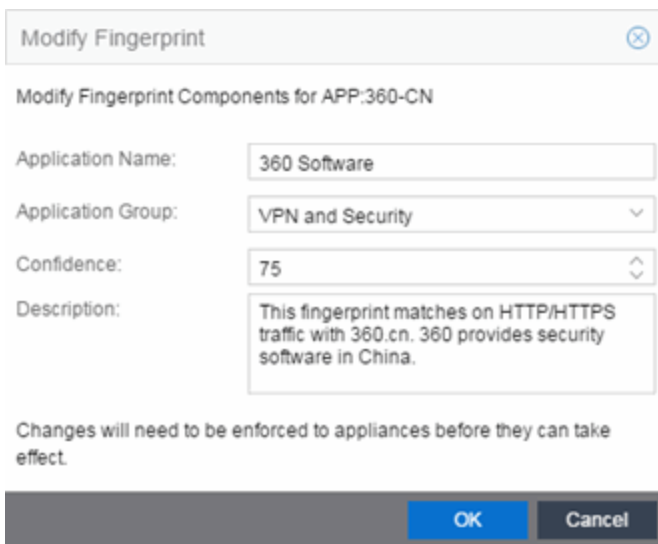 Modify Fingerprint
Modify Fingerprint Components for APP:360-CN
Application Name:
360 Software
Application Group:
VPN and Security
Confidence:
75
Description:
This fingerprint matches on HTTP/HTTPS
traffic with 360.cn. 360 provides security
software in China.
Changes will need to be enforced to appliances before they can take
effect.
OK
Cancel